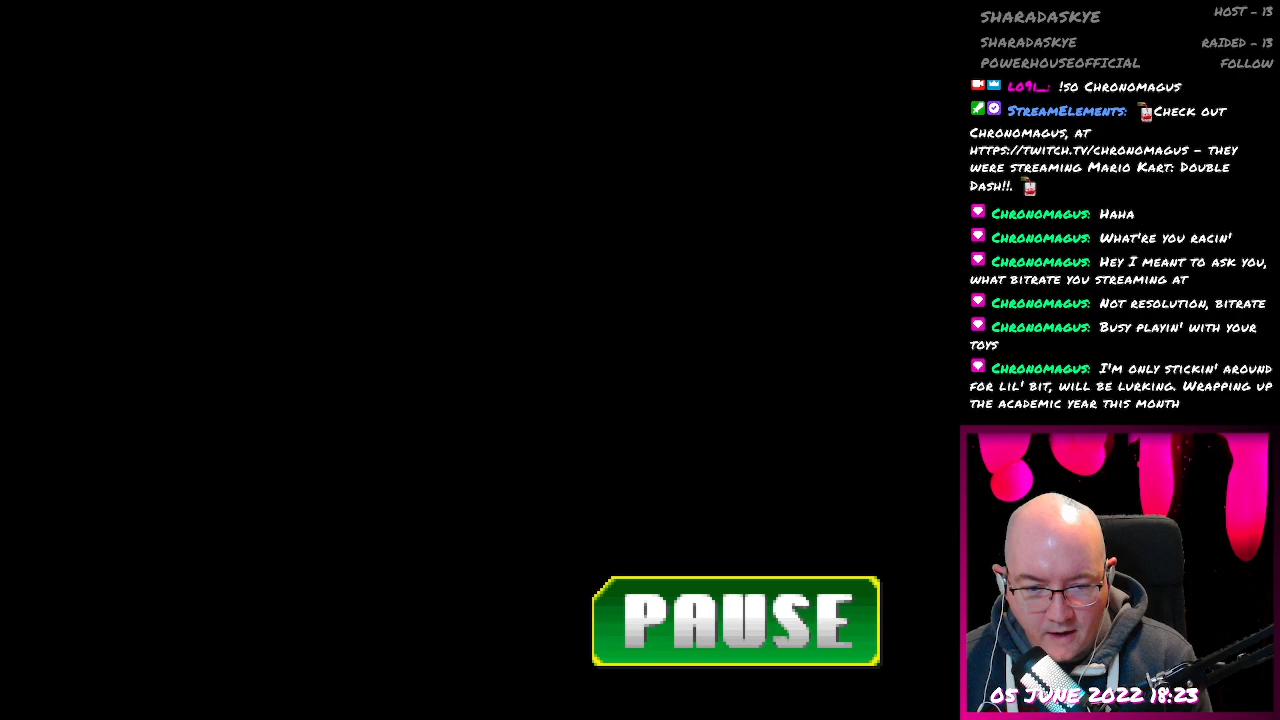 SHARADASKYE HOST - 13
SHARADASKYE RAIDED - 13
POWERHOUSEOFFICIAL FOLLOW
LO9I_: !SO CHRONOMAGUS
STREAMELEMENTS: CHECK OUT
CHRONOMAGUS, AT
HTTPS://TWITCH.TV/CHRONOMAGUS - THEY
WERE STREAMING MARIO KART: DOUBLE
DASH!!.
CHRONOMAGUS: HAHA
CHRONOMAGUS: WHAT'RE YOU RACIN'
CHRONOMAGUS: HEY I MEANT TO ASK YOU,
WHAT BITRATE YOU STREAMING AT
CHRONOMAGUS: NOT RESOLUTION, BITRATE
CHRONOMAGUS: BUSY PLAYIN' WITH YOUR
TOYS
CHRONOMAGUS: I'M ONLY STICKIN' AROUND
FOR LIL' BIT, WILL BE LURKING. WRAPPING UP
THE ACADEMIC YEAR THIS MONTH
PAUSE
05 JUNE 2022 18:23